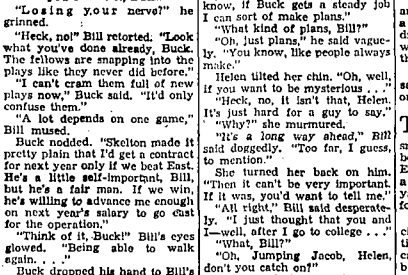 "Losing your nerve?" he
grinned.
"Heck, no!" Bill retorted. "Look
what you've done already, Buck.
The fellows are snapping into the
plays like they never did before."
"I can't cram them full of new
plays now," Buck said. "It'd only
confuse them."
"A lot depends on one game,"
Bill mused.
Buck nodded. "Skelton made it
pretty plain that I'd get a contract
for next year only if we beat East.
He's a little self-important, Bill,
but he's a fair man. If we win,
he's willing to advance me enough
on next year's salary to go East
for the operation."
"Think of it, Buck!" Bill's eyes
glowed. "Being able to walk
again. . . ."
Buck dropped his hand to Bill's
know, if Buck gets a steady job
I can sort of make plans."
"What kind of plans, Bill?"
"Oh, just plans," he said vague-
ly. "You know, like people always
make."
Helen tilted her chin. "Oh, well,
if you want to be mysterious . . ."
"Heck, no, it isn't that, Helen.
It's just hard for a guy to say."
"Why?" she murmured.
"It's a long way ahead," Bill
said doggedly. "Too far, I guess,
to mention."
She turned her back on him.
"Then it can't be very important.
If it was, you'd want to tell me."
"All right," Bill said desperate-
ly. "I just thought that you and
I—well, after I go to college . . ."
"What, Bill?"
"Oh, Jumping Jacob, Helen,
don't you catch on?"